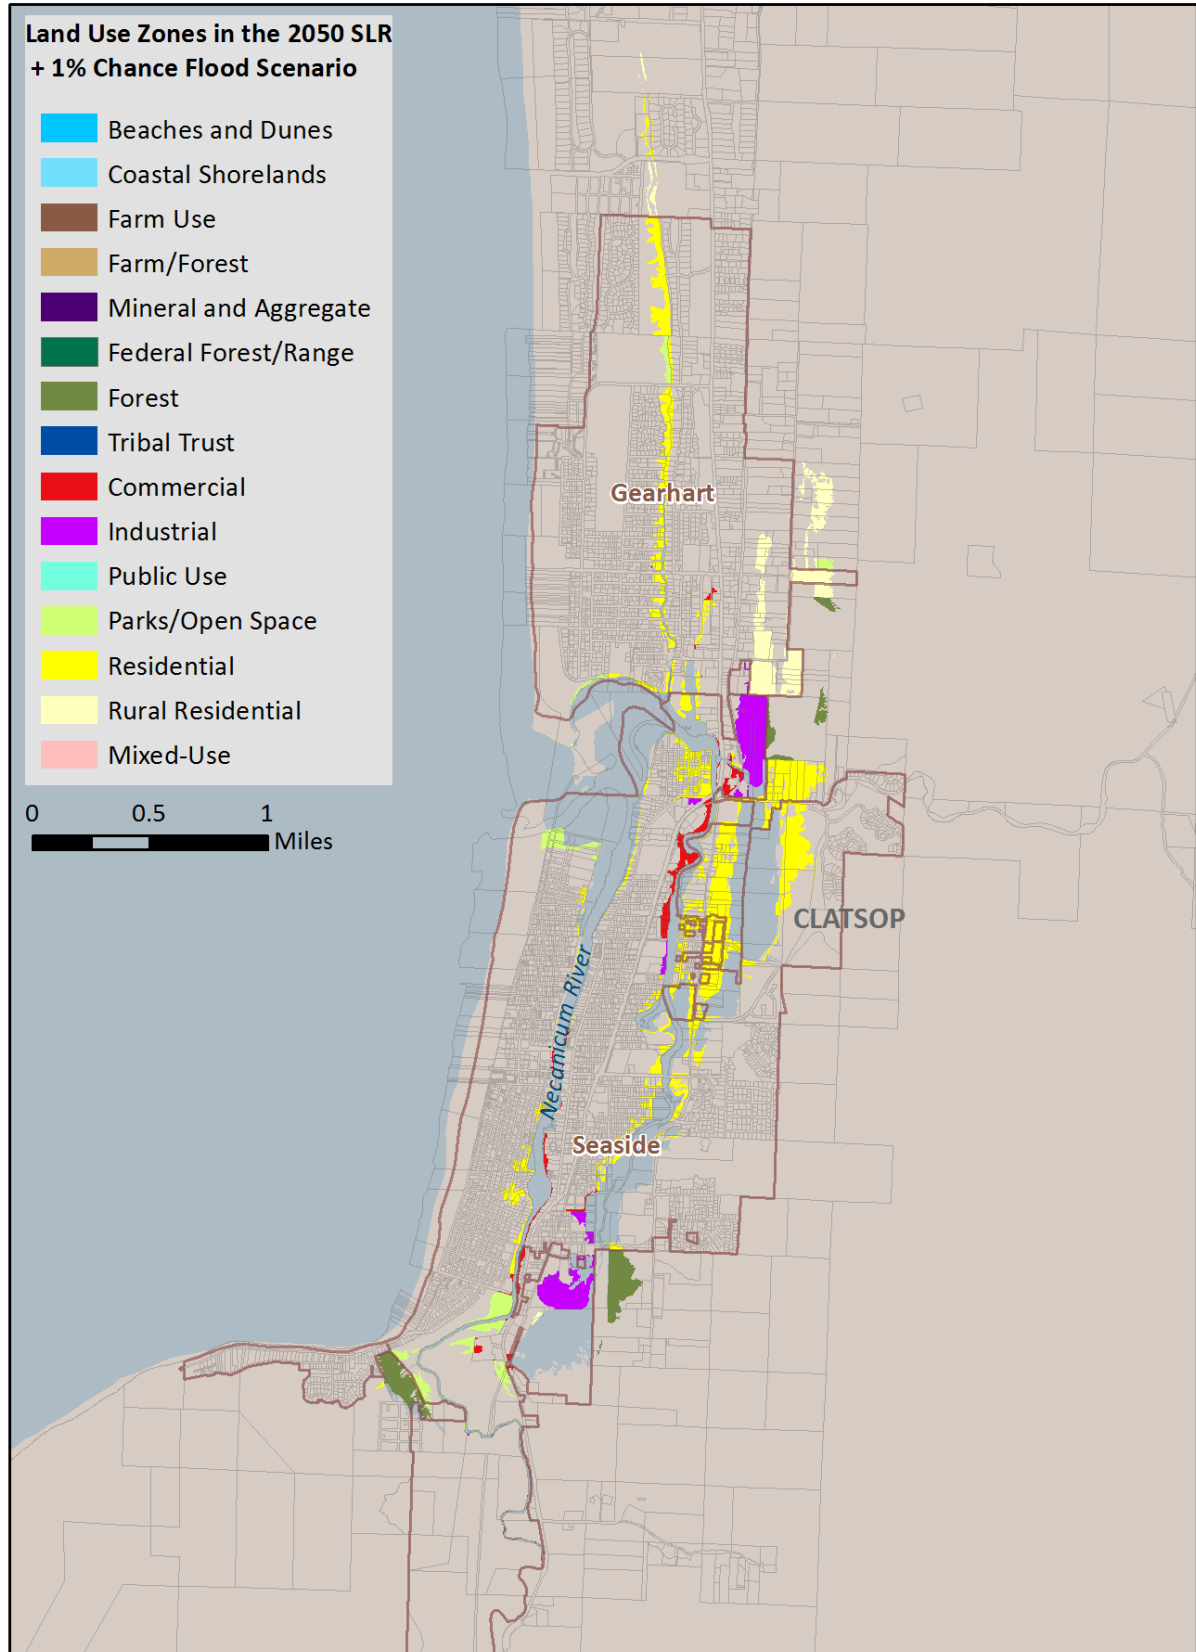 Land Use Zones in the 2050 SLR
+ 1% Chance Flood Scenario
Beaches and Dunes
Coastal Shorelands
Farm Use
Farm/Forest
Mineral and Aggregate
Federal Forest/Range
Forest
Tribal Trust
Commercial
Industrial
Public Use
Parks/Open Space
Residential
Rural Residential
Mixed-Use
0 0.5 1
Miles
Gearhart
CLATSOP
Necanicum River
Seaside